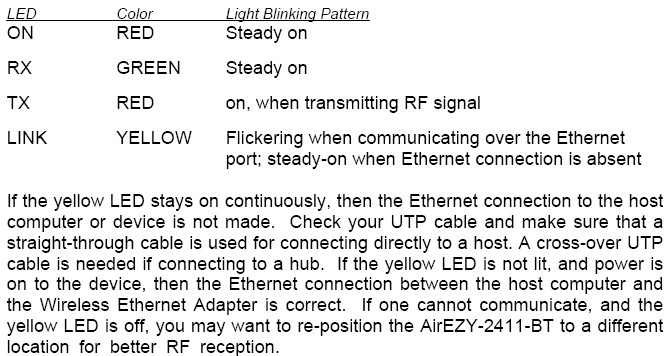 LED Color Light Blinking Pattern
ON RED Steady on
RX GREEN Steady on
TX RED on, when transmitting RF signal
LINK YELLOW Flickering when communicating over the Ethernet
port; steady-on when Ethernet connection is absent
If the yellow LED stays on continuously, then the Ethernet connection to the host
computer or device is not made. Check your UTP cable and make sure that a
straight-through cable is used for connecting directly to a host. A cross-over UTP
cable is needed if connecting to a hub. If the yellow LED is not lit, and power is
on to the device, then the Ethernet connection between the host computer and
the Wireless Ethernet Adapter is correct. If one cannot communicate, and the
yellow LED is off, you may want to re-position the AirEZY-2411-BT to a different
location for better RF reception.